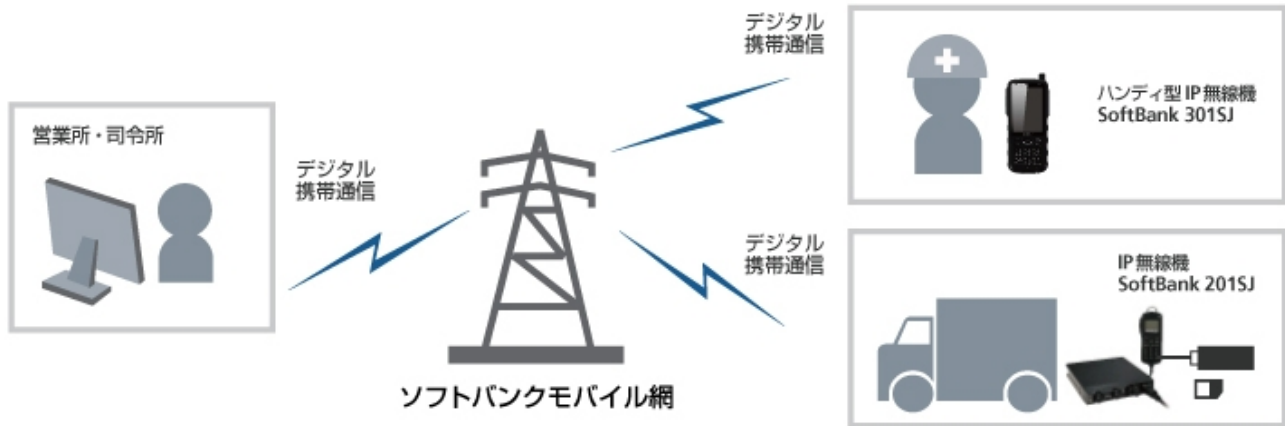 営業所・司令所
デジタル
携帯通信
ソフトバンクモバイル網
デジタル
携帯通信
ハンディ型IP無線機
SoftBank 301SJ
デジタル
携帯通信
IP無線機
SoftBank 201SJ